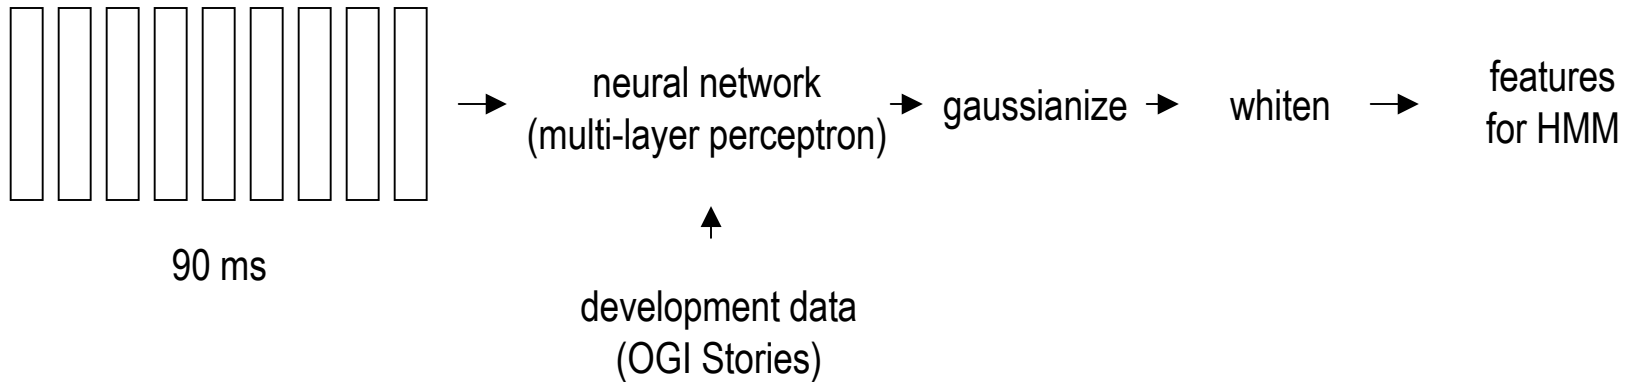 90 ms
neural network
(multi-layer perceptron)
development data
(OGI Stories)
gaussianize
whiten
features
for HMM